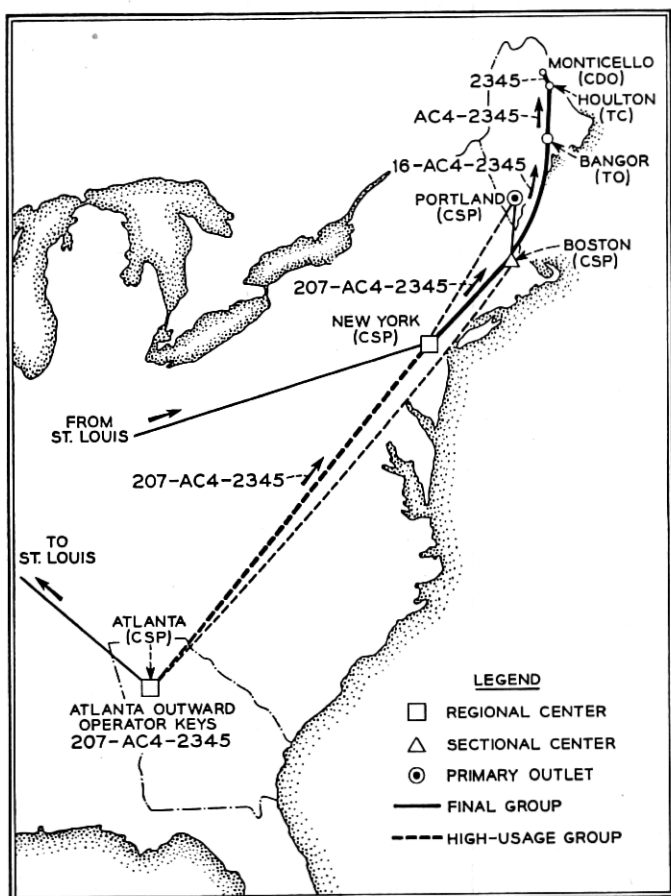 MONTICELLO
(CDO)
2345
HOULTON
(TC)
AC4-2345
BANGOR
(TO)
16-AC4-2345
PORTLAND
(CSP)
BOSTON
(CSP)
207-AC4-2345
NEW YORK
(CSP)
FROM
ST. LOUIS
207-AC4-2345
TO
ST. LOUIS
ATLANTA
(CSP)
ATLANTA OUTWARD
OPERATOR KEYS
207-AC4-2345
LEGEND
REGIONAL CENTER
SECTIONAL CENTER
PRIMARY OUTLET
FINAL GROUP
HIGH-USAGE GROUP